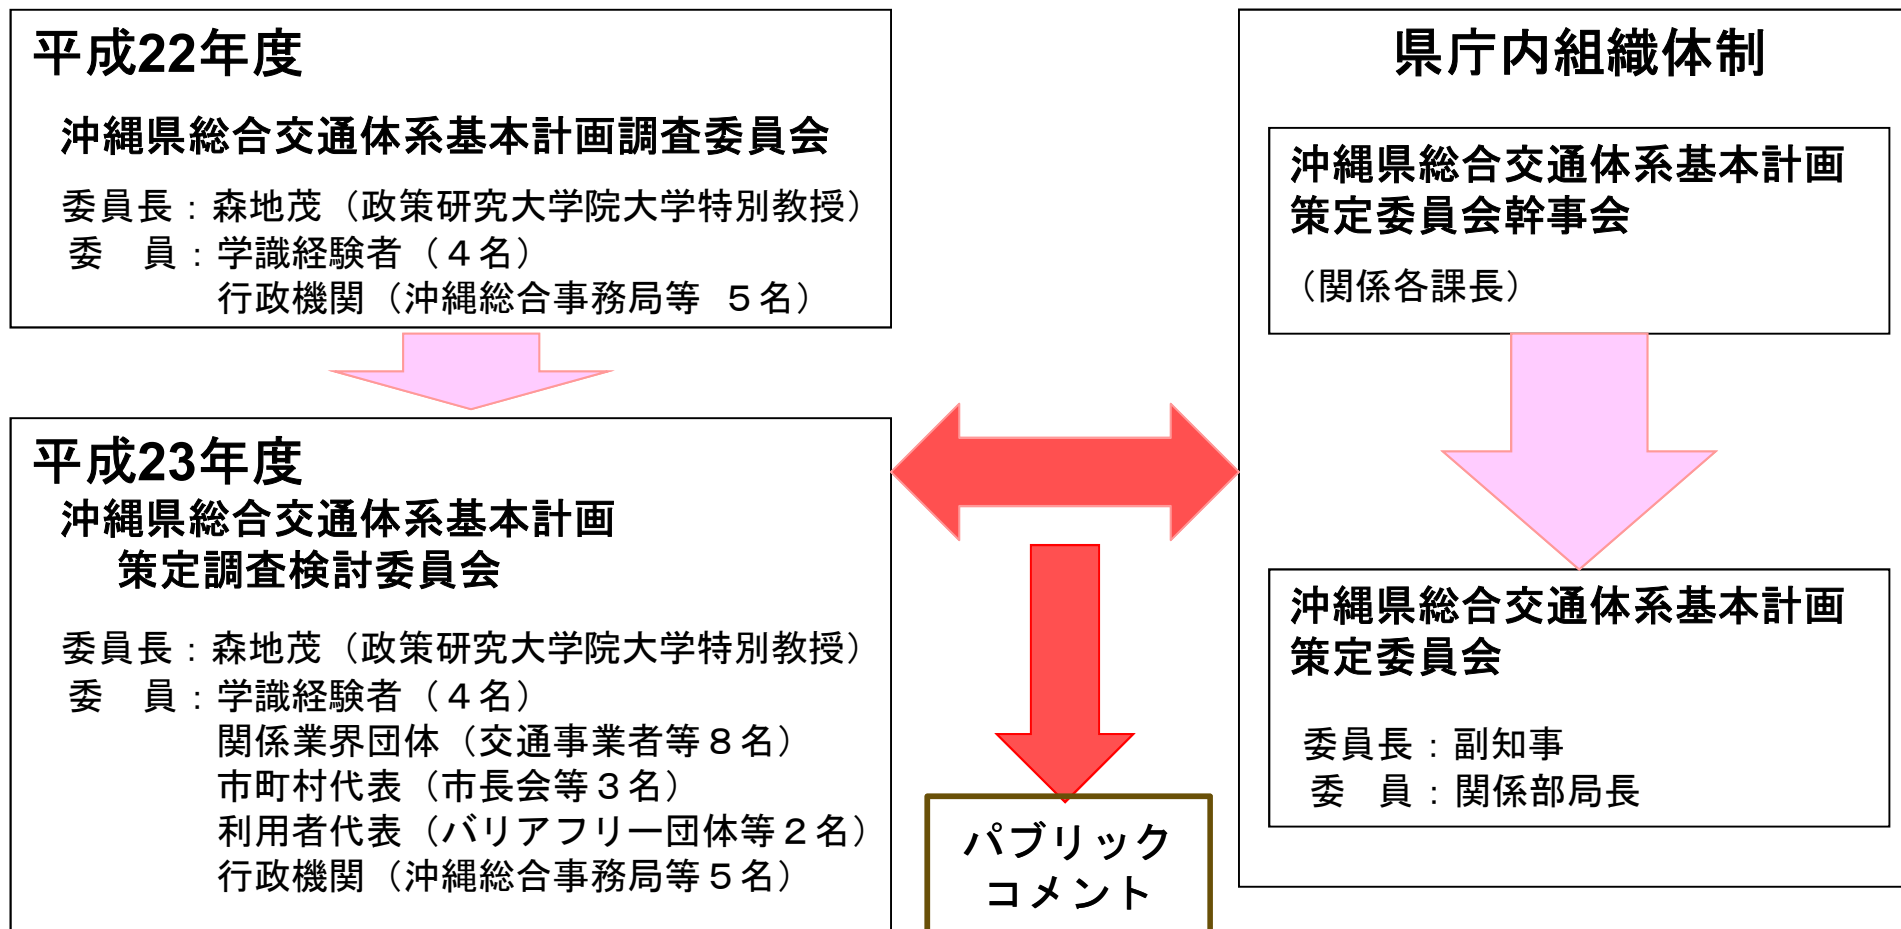 平成22年度
沖縄県総合交通体系基本計画調査委員会
委員長：森地茂（政策研究大学院大学特別教授）
委　員：学識経験者（４名）
行政機関（沖縄総合事務局等　５名）
平成23年度
沖縄県総合交通体系基本計画
策定調査検討委員会
委員長：森地茂（政策研究大学院大学特別教授）
委　員：学識経験者（４名）
関係業界団体（交通事業者等８名）
市町村代表（市長会等３名）
利用者代表（バリアフリー団体等２名）
行政機関（沖縄総合事務局等５名）
パブリック
コメント
県庁内組織体制
沖縄県総合交通体系基本計画
策定委員会幹事会
（関係各課長）
沖縄県総合交通体系基本計画
策定委員会
委員長：副知事
委　員：関係部局長